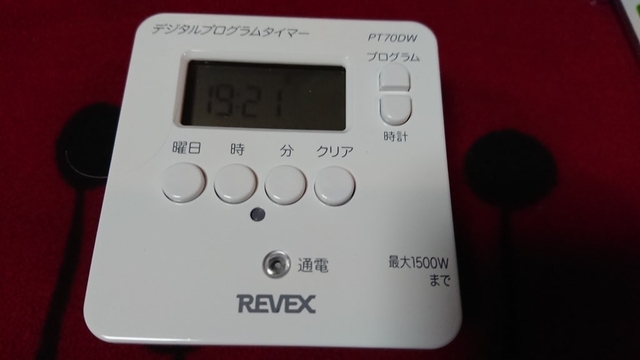 デジタルプログラムタイマー
PT70DW
プログラム
19:21
時計
曜日 時 分 クリア
通電
最大1500W
まで
REVEX